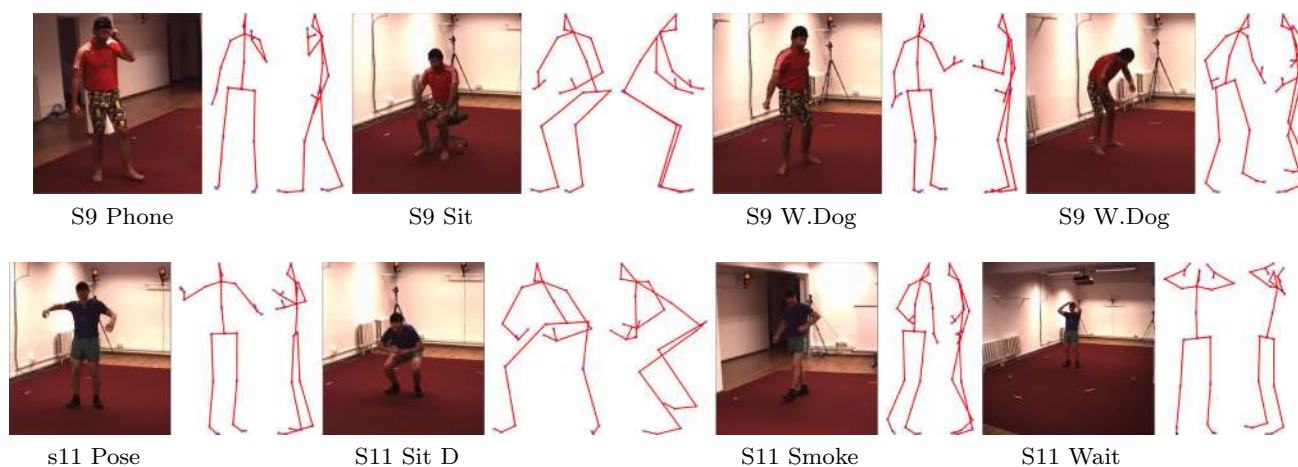 S9 Phone
S9 Sit
S9 W.Dog
S9 W.Dog
s11 Pose
S11 Sit D
S11 Smoke
S11 Wait